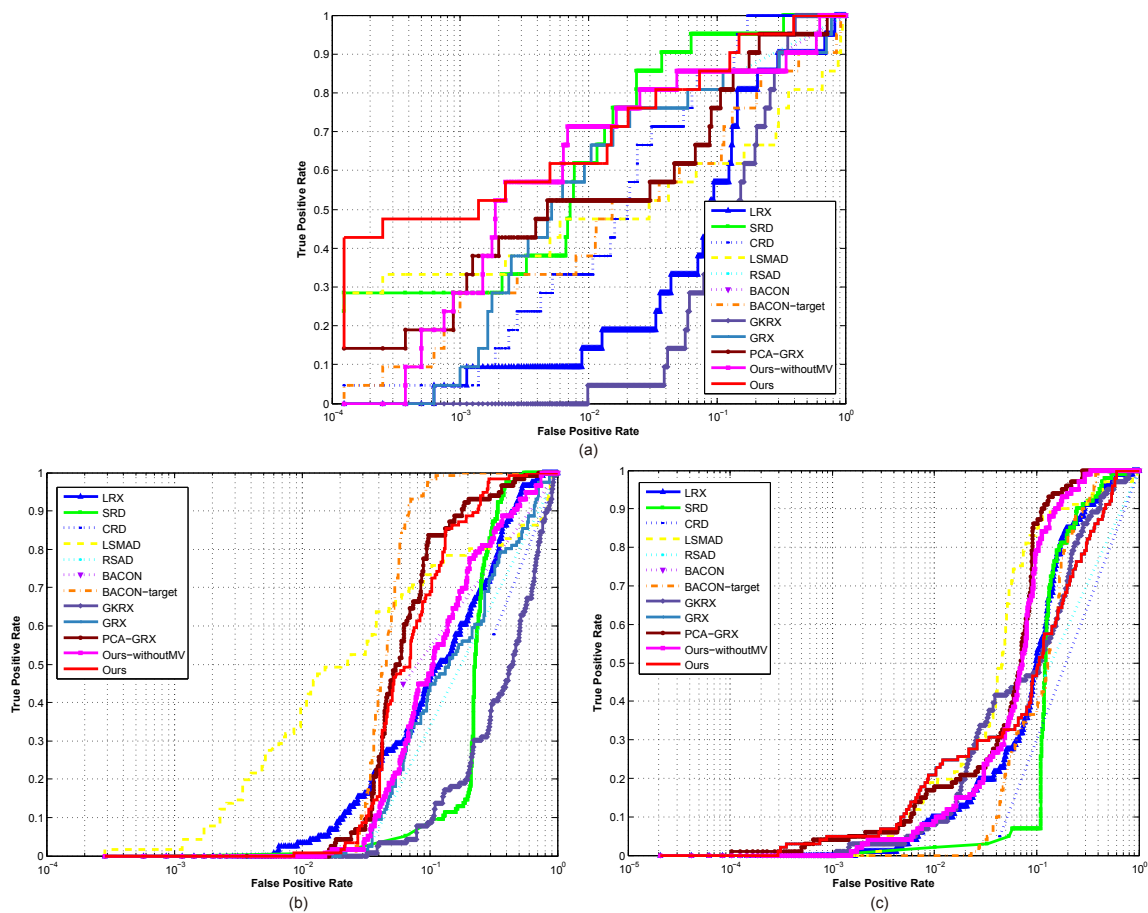 True Positive Rate
1
0.9
0.8
0.7
0.6
0.5
0.4
0.3
0.2
0.1
0
10⁻⁴
10⁻³
10⁻²
10⁻¹
10⁰
False Positive Rate
LRX
SRD
CRD
LSMAD
RSAD
BACON
BACON-target
GKRX
GRX
PCA-GRX
Ours-withoutMV
Ours
(a)
True Positive Rate
1
0.9
0.8
0.7
0.6
0.5
0.4
0.3
0.2
0.1
0
10⁻⁴
10⁻³
10⁻²
10⁻¹
10⁰
False Positive Rate
LRX
SRD
CRD
LSMAD
RSAD
BACON
BACON-target
GKRX
GRX
PCA-GRX
Ours-withoutMV
Ours
(b)
True Positive Rate
1
0.9
0.8
0.7
0.6
0.5
0.4
0.3
0.2
0.1
0
10⁻⁵
10⁻⁴
10⁻³
10⁻²
10⁻¹
10⁰
False Positive Rate
LRX
SRD
CRD
LSMAD
RSAD
BACON
BACON-target
GKRX
GRX
PCA-GRX
Ours-withoutMV
Ours
(c)